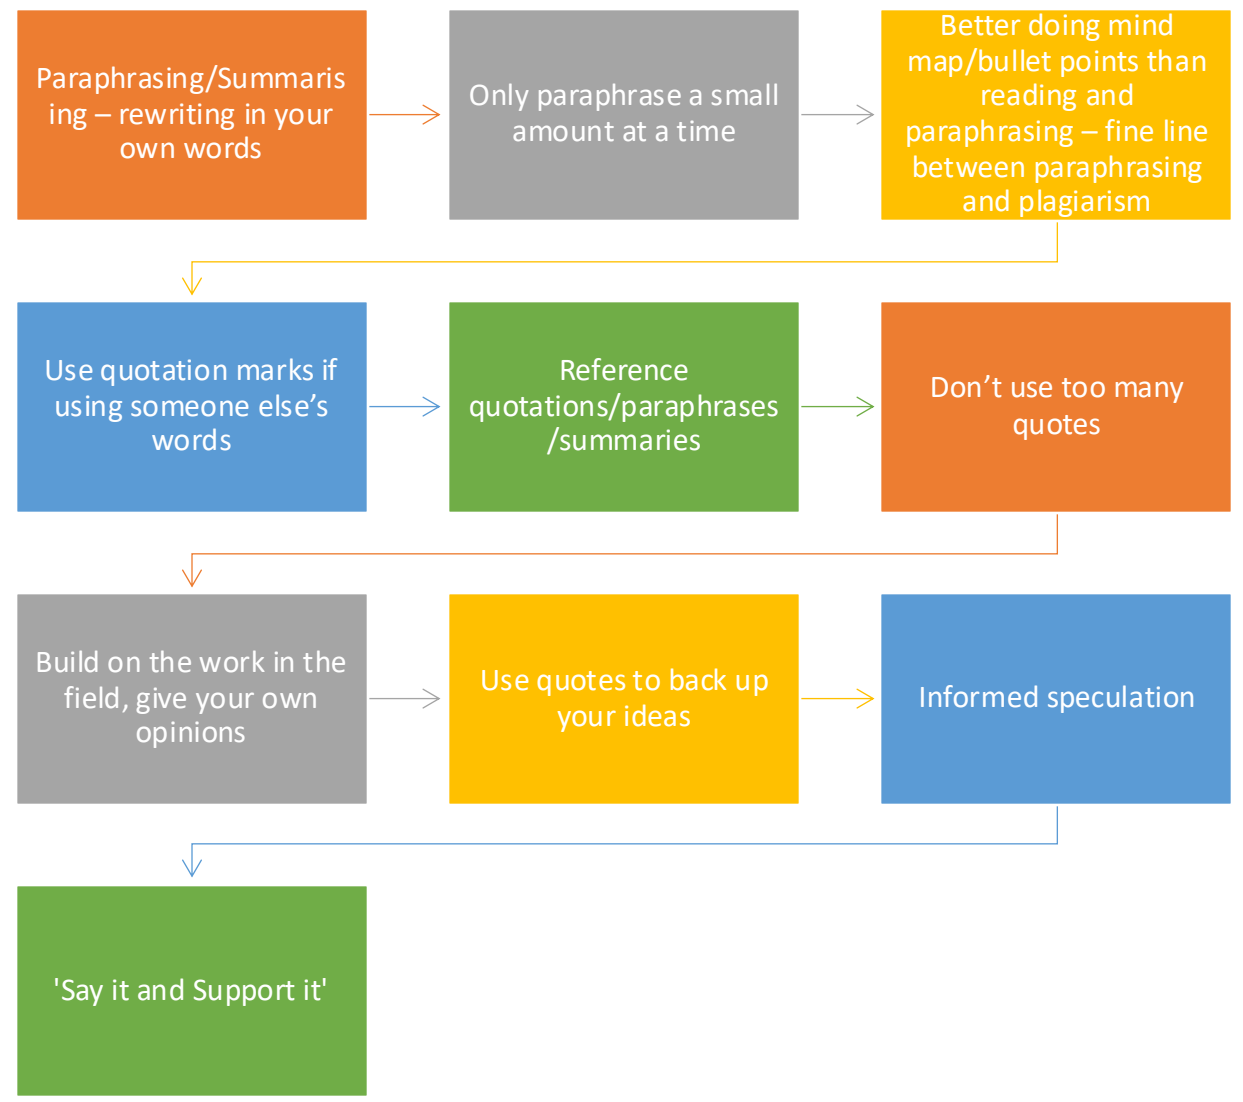 Paraphrasing/Summaris
ing – rewriting in your
own words
Only paraphrase a small
amount at a time
Better doing mind
map/bullet points than
reading and
paraphrasing – fine line
between paraphrasing
and plagiarism
Use quotation marks if
using someone else’s
words
Reference
quotations/paraphrases
/summaries
Don’t use too many
quotes
Build on the work in the
field, give your own
opinions
Use quotes to back up
your ideas
Informed speculation
'Say it and Support it'